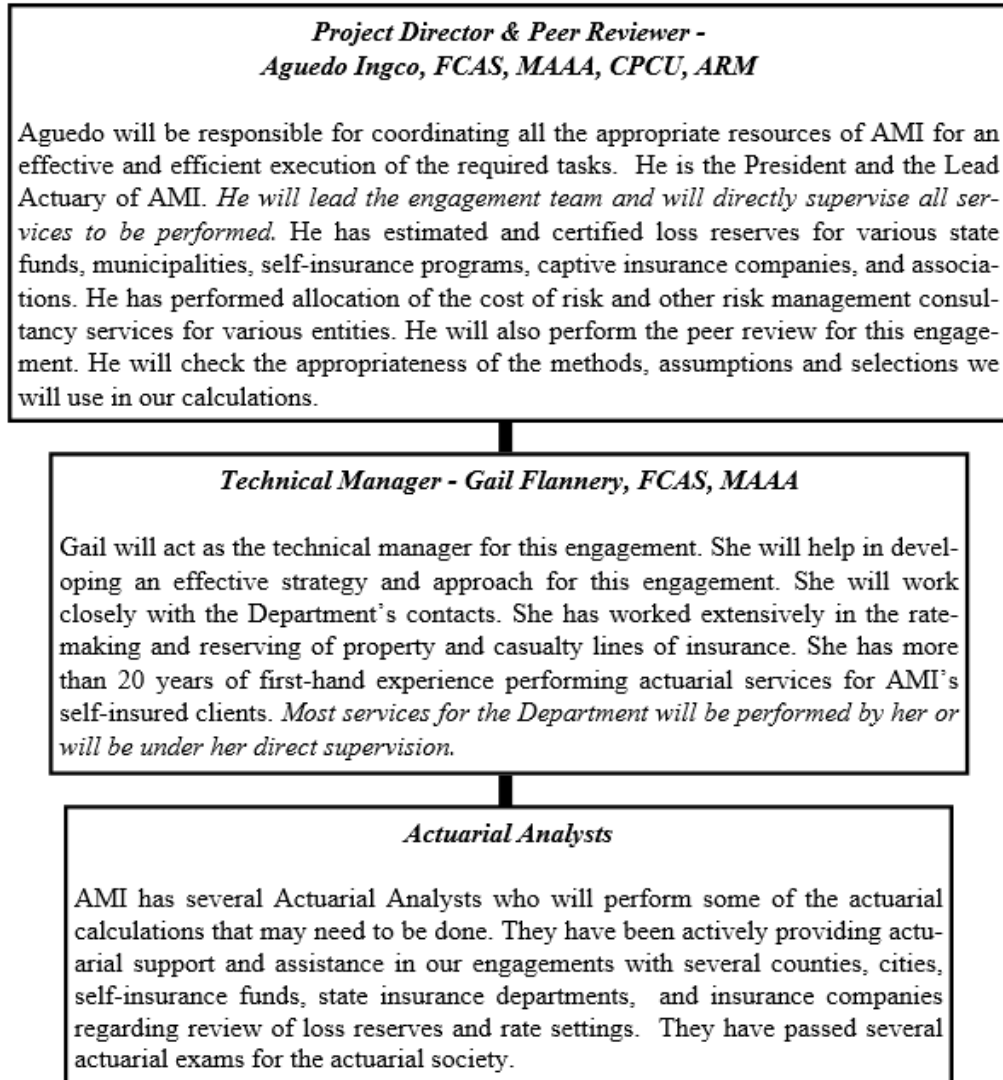 Project Director & Peer Reviewer -
Aguedo Ingco, FCAS, MAAA, CPCU, ARM
Aguedo will be responsible for coordinating all the appropriate resources of AMI for an
effective and efficient execution of the required tasks. He is the President and the Lead
Actuary of AMI. He will lead the engagement team and will directly supervise all ser-
vices to be performed. He has estimated and certified loss reserves for various state
funds, municipalities, self-insurance programs, captive insurance companies, and associa-
tions. He has performed allocation of the cost of risk and other risk management consul-
tancy services for various entities. He will also perform the peer review for this engage-
ment. He will check the appropriateness of the methods, assumptions and selections we
will use in our calculations.
Technical Manager - Gail Flannery, FCAS, MAAA
Gail will act as the technical manager for this engagement. She will help in devel-
oping an effective strategy and approach for this engagement. She will work
closely with the Department's contacts. She has worked extensively in the rate-
making and reserving of property and casualty lines of insurance. She has more
than 20 years of first-hand experience performing actuarial services for AMI's
self-insured clients. Most services for the Department will be performed by her or
will be under her direct supervision.
Actuarial Analysts
AMI has several Actuarial Analysts who will perform some of the actuarial
calculations that may need to be done. They have been actively providing actu-
arial support and assistance in our engagements with several counties, cities,
self-insurance funds, state insurance departments, and insurance companies
regarding review of loss reserves and rate settings. They have passed several
actuarial exams for the actuarial society.